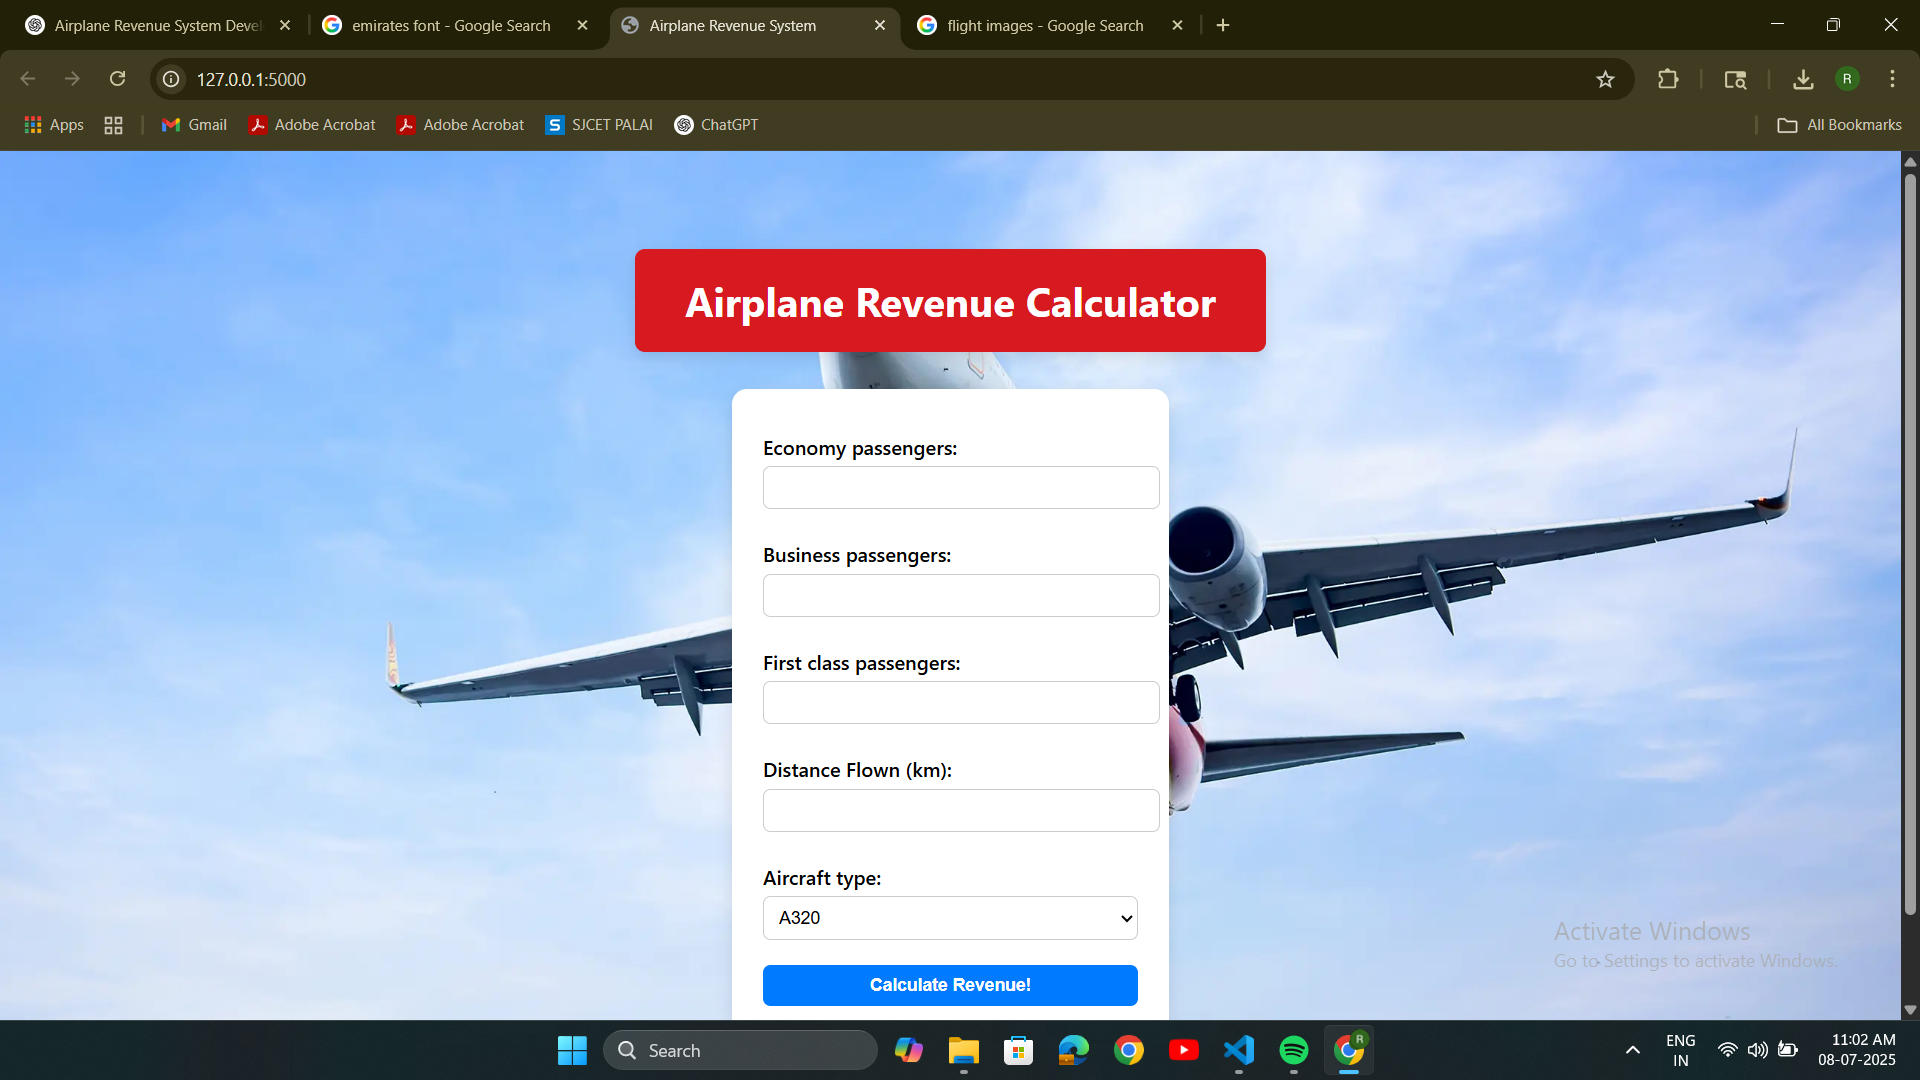 Airplane Revenue System Devel
emirates font - Google Search
Airplane Revenue System
flight images - Google Search
127.0.0.1:5000
R
Apps
Gmail
Adobe Acrobat
Adobe Acrobat
S
SJCET PALAI
ChatGPT
All Bookmarks
Airplane Revenue Calculator
Economy passengers:
Business passengers:
First class passengers:
Distance Flown (km):
Aircraft type:
A320
Calculate Revenue!
Activate Windows
Go to Settings to activate Windows.
Search
R
ENG
IN
11:02 AM
08-07-2025